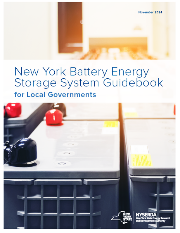 New York Battery Energy
Storage System Guidebook
for Local Governments
NYSERDA